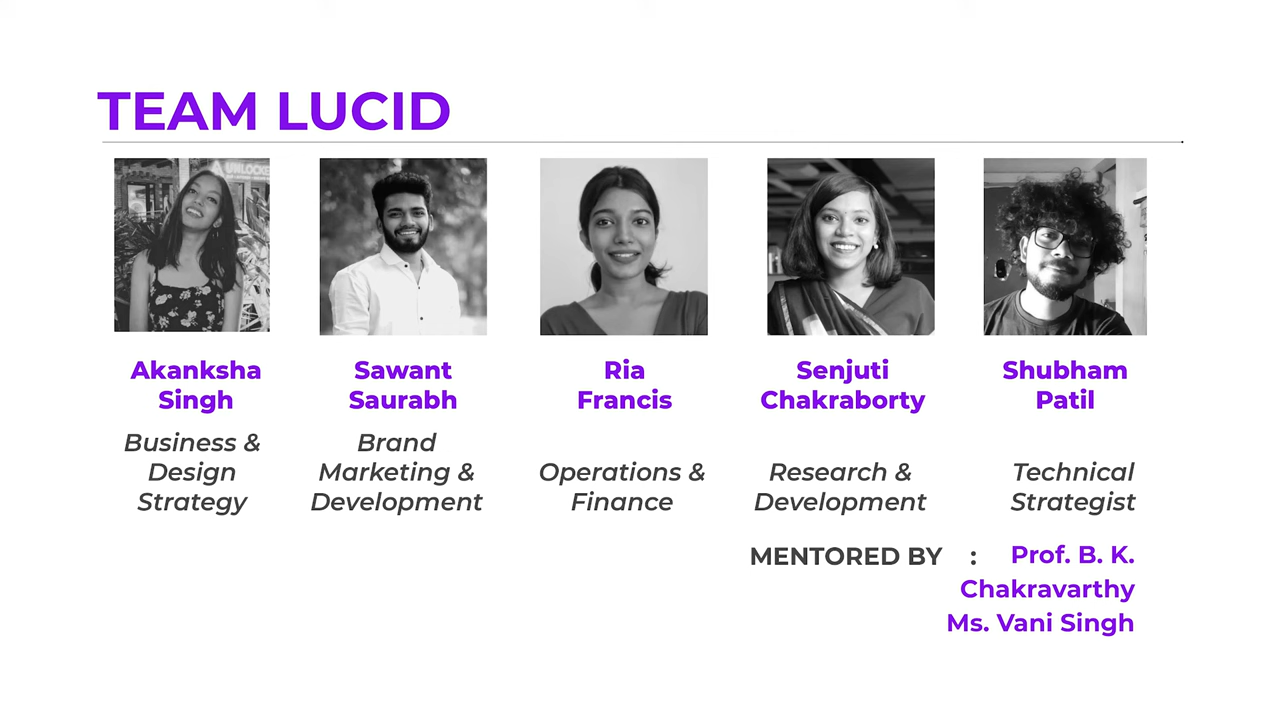 TEAM LUCID
UNLOCKE
Akanksha
Singh
Business &
Design
Strategy
Sawant
Saurabh
Brand
Marketing &
Development
Ria
Francis
Operations &
Finance
Senjuti
Chakraborty
Research &
Development
Shubham
Patil
Technical
Strategist
MENTORED BY : Prof. B. K.
Chakravarthy
Ms. Vani Singh